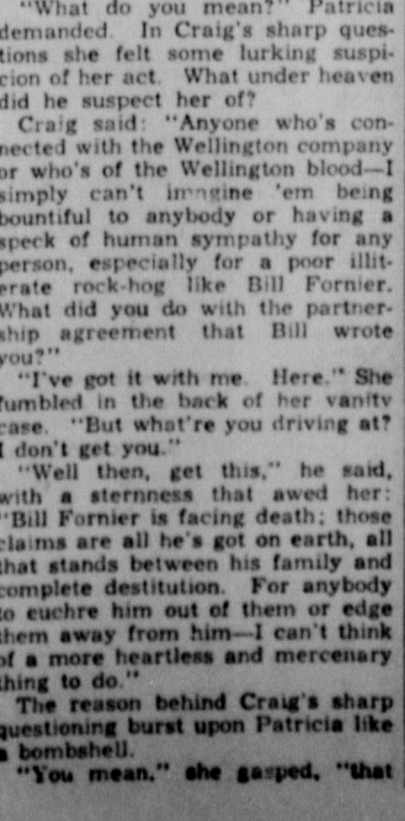 "What do you mean?" Patricia
demanded. In Craig's sharp ques-
tions she felt some lurking suspi-
cion of her act. What under heaven
did he suspect her of?
Craig said: "Anyone who's con-
nected with the Wellington company
or who's of the Wellington blood—I
simply can't imagine 'em being
bountiful to anybody or having a
speck of human sympathy for any
person, especially for a poor illit-
erate rock-hog like Bill Fornier.
What did you do with the partner-
ship agreement that Bill wrote
you?"
"I've got it with me. Here." She
fumbled in the back of her vanity
case. "But what're you driving at?
I don't get you."
"Well then, get this," he said,
with a sternness that awed her:
"Bill Fornier is facing death; those
claims are all he's got on earth, all
that stands between his family and
complete destitution. For anybody
to euchre him out of them or edge
them away from him—I can't think
of a more heartless and mercenary
thing to do."
The reason behind Craig's sharp
questioning burst upon Patricia like
a bombshell.
"You mean," she gasped, "that